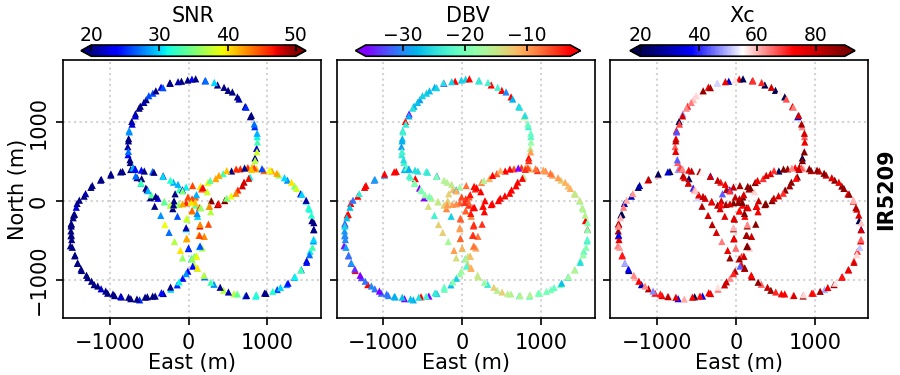 SNR DBV Xc
20 30 40 50 −30 −20 −10 20 40 60 80
North (m)
1000
0
−1000
IR5209
−1000 0 1000 −1000 0 1000 −1000 0 1000
East (m) East (m) East (m)